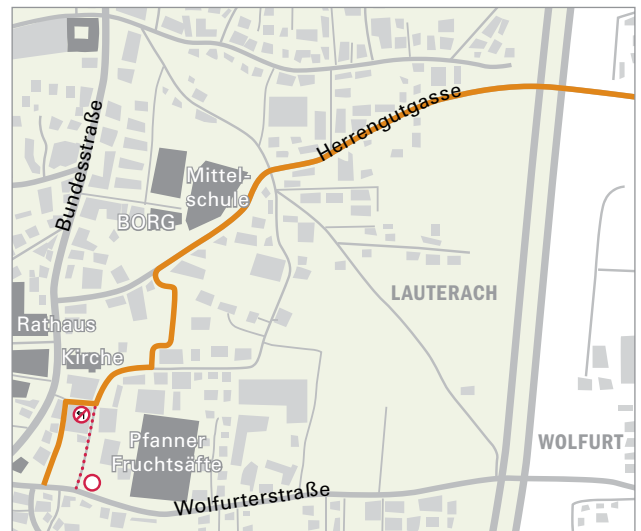 Herrengutgasse
Bundesstraße
Mittel-
schule
BORG
LAUTERACH
Rathaus
Kirche
WOLFURT
Pfanner
Fruchtsäfte
Wolfurterstraße